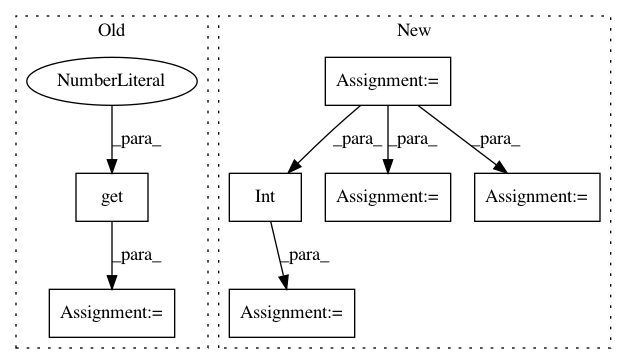 Old
New
NumberLiteral
Assignment:=
_para_
_para_
_para_
_para_
get
Int
Assignment:=
Assignment:=
_para_
_para_
Assignment:=
Assignment:=